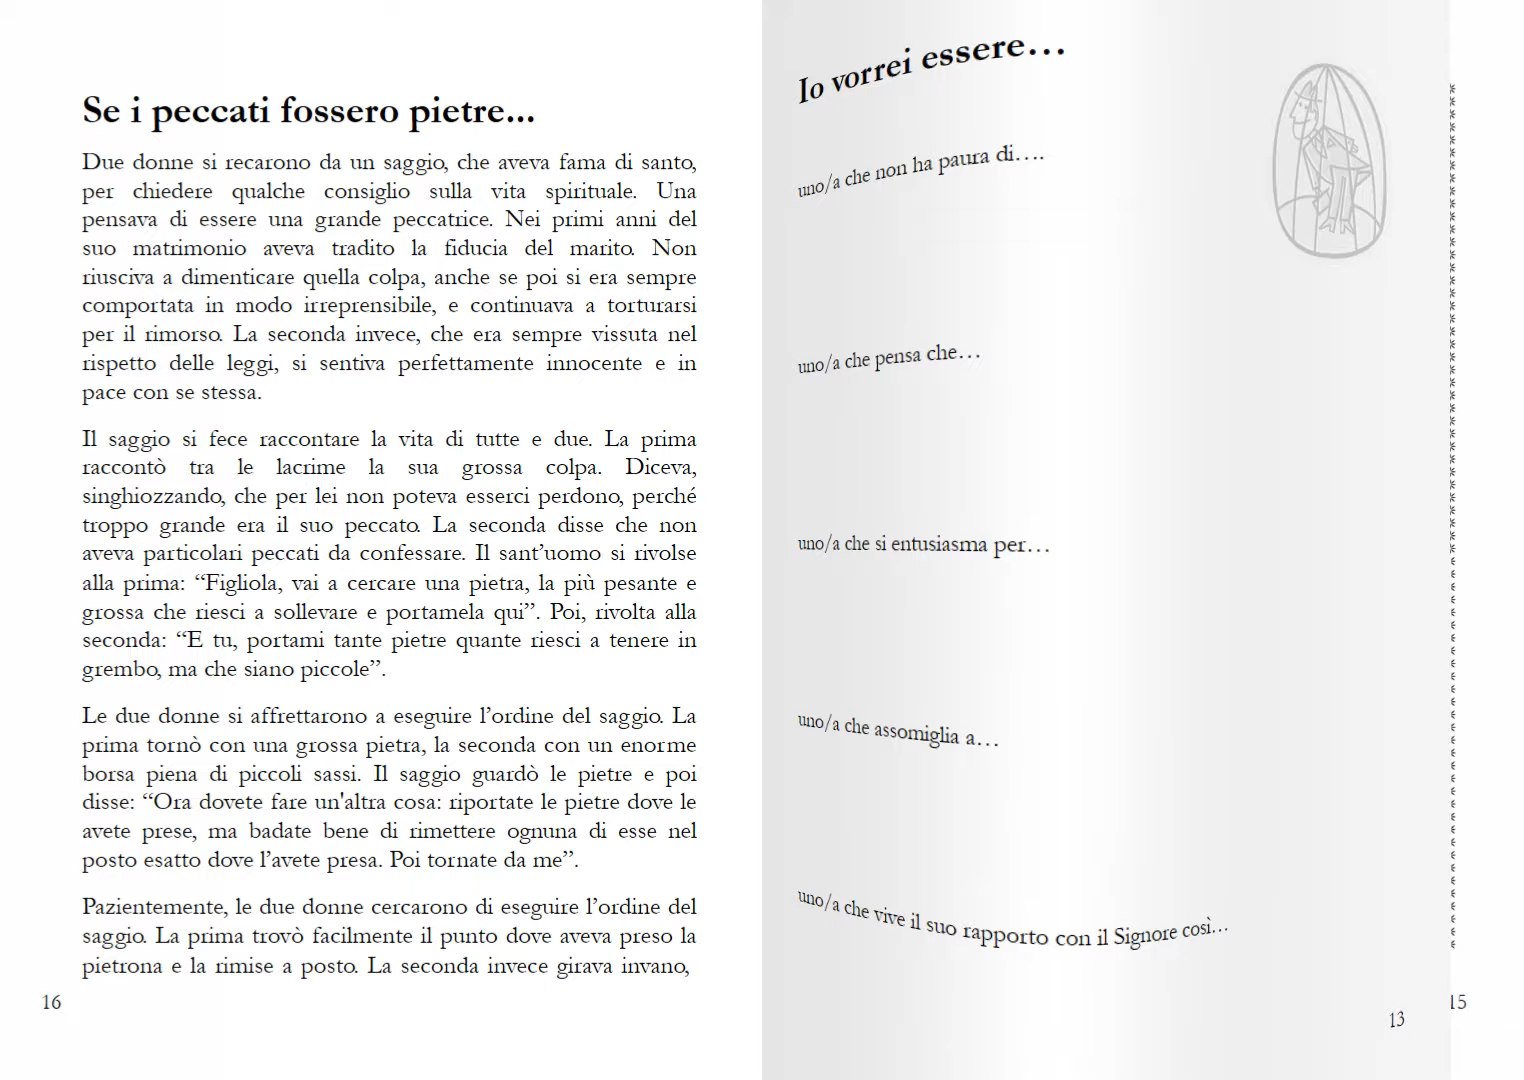 Se i peccati fossero pietre...
Due donne si recarono da un saggio, che aveva fama di santo,
per chiedere qualche consiglio sulla vita spirituale. Una
pensava di essere una grande peccatrice. Nei primi anni del
suo matrimonio aveva tradito la fiducia del marito. Non
riusciva a dimenticare quella colpa, anche se poi si era sempre
comportata in modo irreprensibile, e continuava a torturarsi
per il rimorso. La seconda invece, che era sempre vissuta nel
rispetto delle leggi, si sentiva perfettamente innocente e in
pace con se stessa.
Il saggio si fece raccontare la vita di tutte e due. La prima
raccontò tra le lacrime la sua grossa colpa. Diceva,
singhiozzando, che per lei non poteva esserci perdono, perché
troppo grande era il suo peccato. La seconda disse che non
aveva particolari peccati da confessare. Il sant’uomo si rivolse
alla prima: “Figliola, vai a cercare una pietra, la più pesante e
grossa che riesci a sollevare e portamela qui”. Poi, rivolta alla
seconda: “E tu, portami tante pietre quante riesci a tenere in
grembo, ma che siano piccole”.
Le due donne si affrettarono a eseguire l’ordine del saggio. La
prima tornò con una grossa pietra, la seconda con un enorme
borsa piena di piccoli sassi. Il saggio guardò le pietre e poi
disse: “Ora dovete fare un'altra cosa: riportate le pietre dove le
avete prese, ma badate bene di rimettere ognuna di esse nel
posto esatto dove l’avete presa. Poi tornate da me”.
Pazientemente, le due donne cercarono di eseguire l’ordine del
saggio. La prima trovò facilmente il punto dove aveva preso la
pietrona e la rimise a posto. La seconda invece girava invano,
16
Io vorrei essere…
uno/a che non ha paura di….
uno/a che pensa che…
uno/a che si entusiasma per…
uno/a che assomiglia a…
uno/a che vive il suo rapporto con il Signore così…
13
15